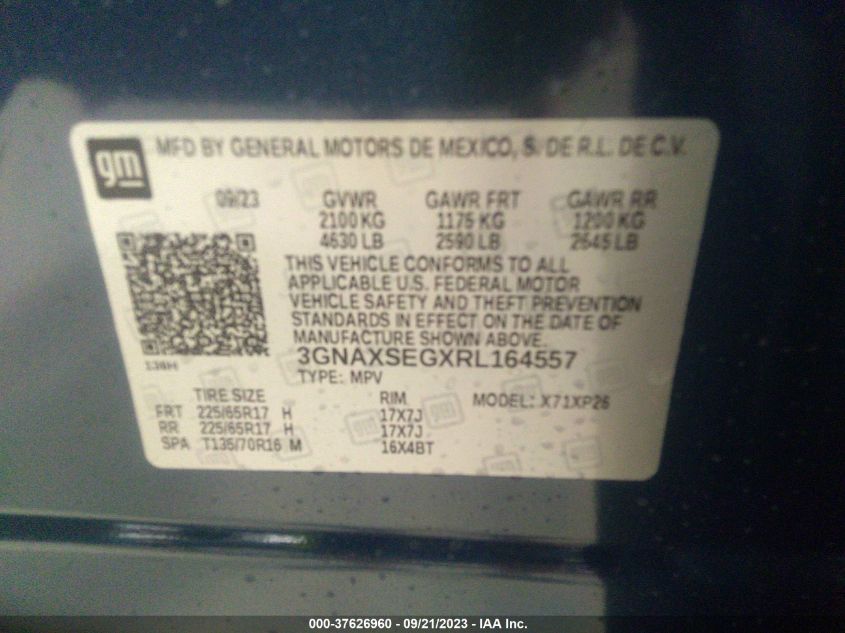 gm MFD BY GENERAL MOTORS DE MEXICO, S. DE R.L. DE C.V.
09/23 GVWR GAWR FRT GAWR RR
2100 KG 1175 KG 1200 KG
4630 LB 2590 LB 2645 LB
THIS VEHICLE CONFORMS TO ALL
APPLICABLE U.S. FEDERAL MOTOR
VEHICLE SAFETY AND THEFT PREVENTION
STANDARDS IN EFFECT ON THE DATE OF
MANUFACTURE SHOWN ABOVE.
3GNAXSEGXRL164557
TYPE: MPV
TIRE SIZE RIM MODEL: X71XP26
FRT 225/65R17 H 17X7J
RR 225/65R17 H 17X7J
SPA T135/70R16 M 16X4BT
000-37626960 - 09/21/2023 - IAA Inc.